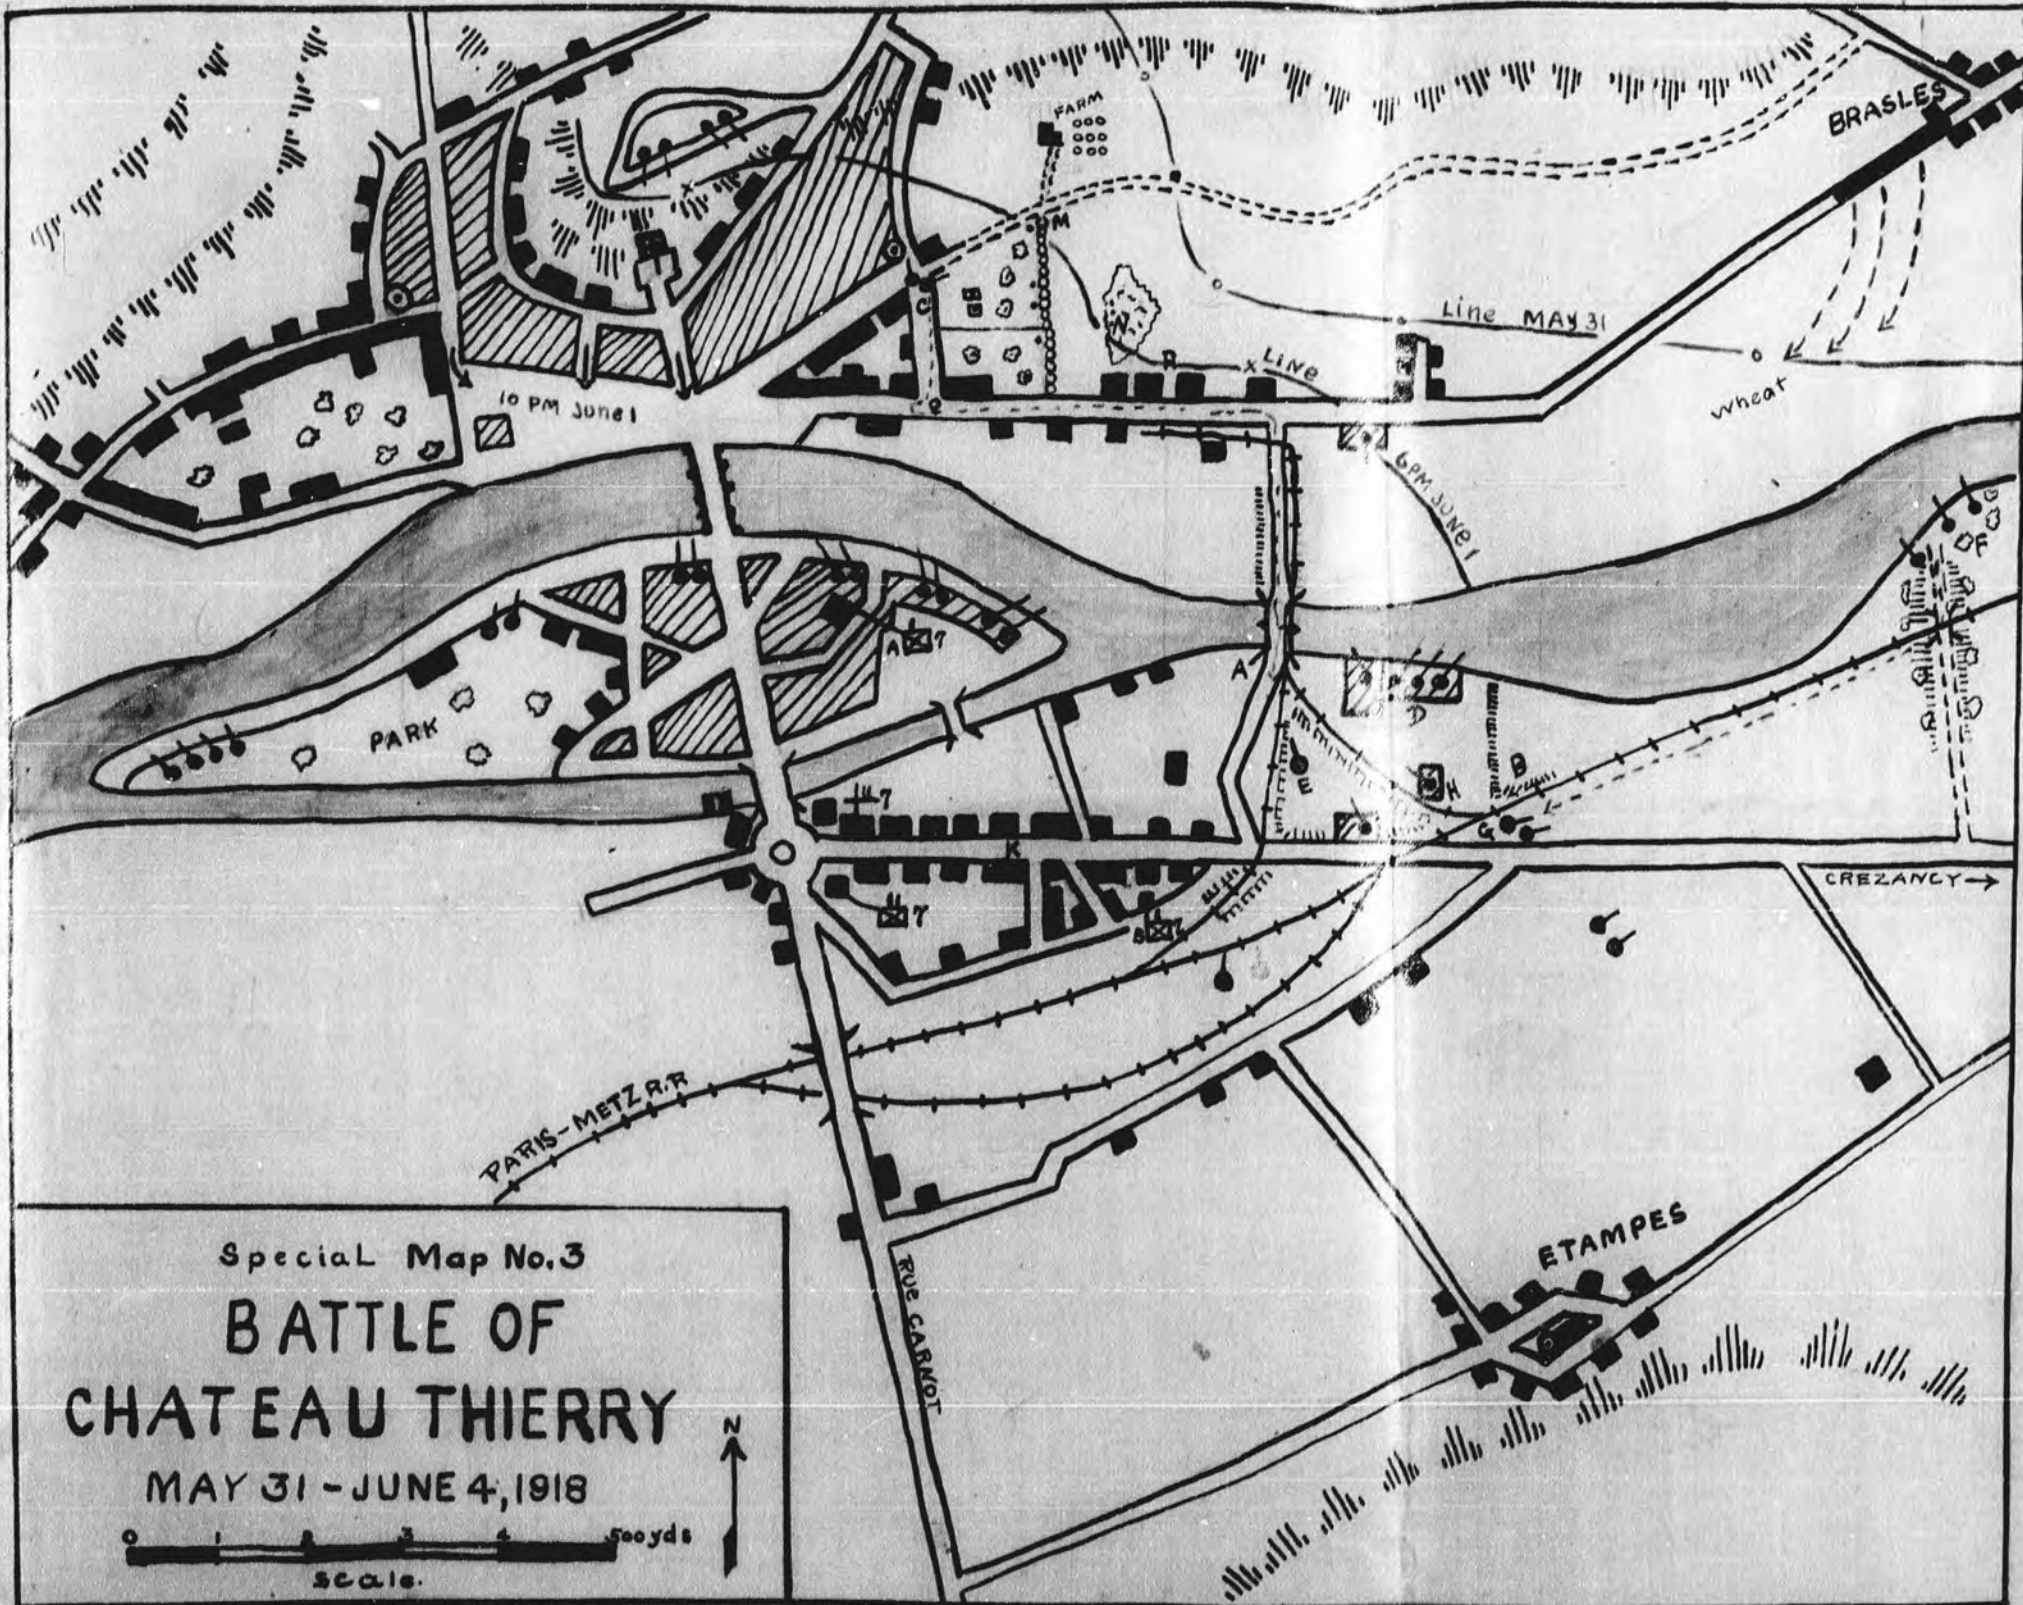 FARM
BRASLES
M
C
N
Line MAY 31
R
x LINE
x
wheat
10 PM June 1
6 PM JUNE 1
F
A 7
A
PARK
D
E
B
H
7
G
K
CREZANCY →
7
B 7
PARIS-METZ R.R
ETAMPES
RUE CARNOT
Special Map No.3
BATTLE OF
CHATEAU THIERRY
N
MAY 31 - JUNE 4, 1918
0 1 2 3 4 500 yds
scale.